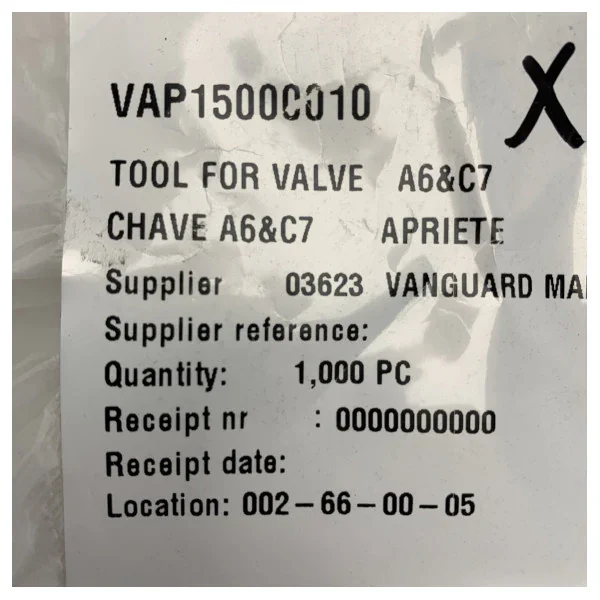 VAP1500C010 X
TOOL FOR VALVE A6&C7
CHAVE A6&C7 APRIETE
Supplier 03623 VANGUARD MA
Supplier reference:
Quantity: 1,000 PC
Receipt nr : 0000000000
Receipt date:
Location: 002-66-00-05